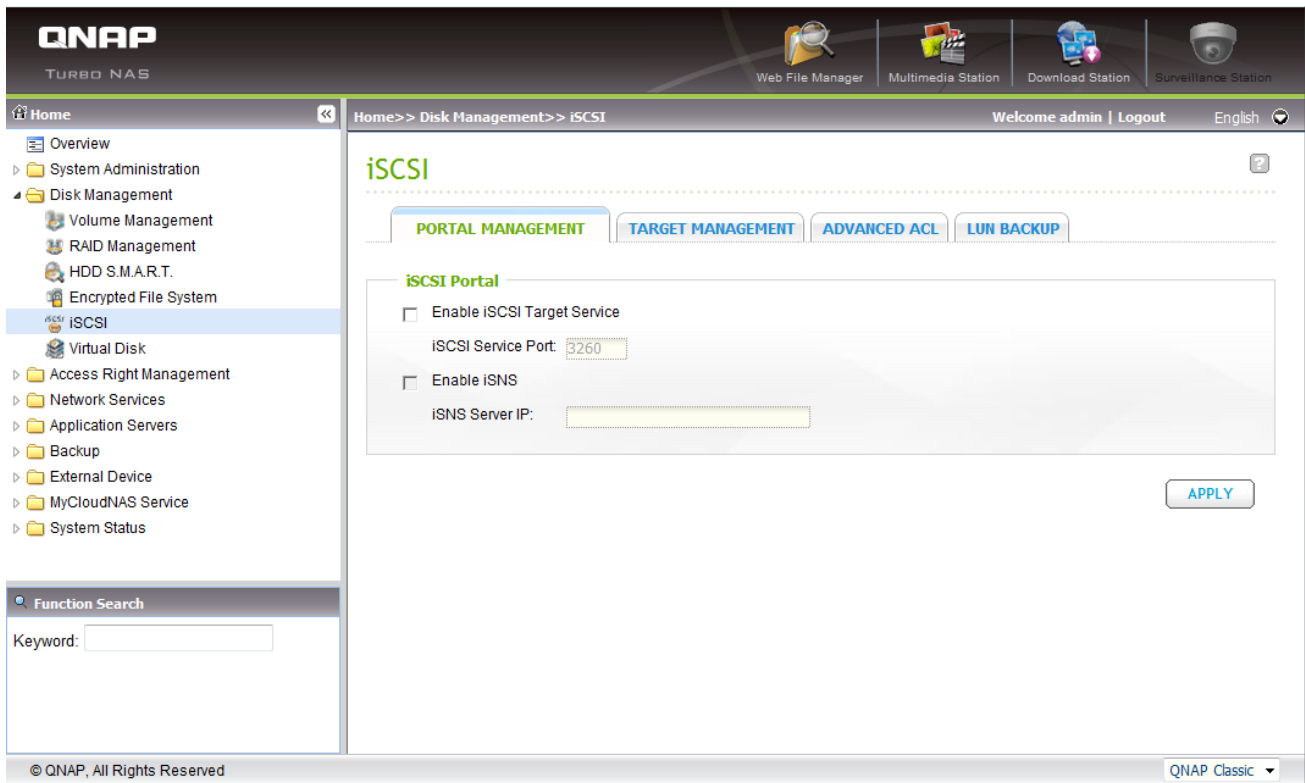 QNAP
TURBO NAS
Web File Manager
Multimedia Station
Download Station
Surveillance Station
Home
Home>> Disk Management>> iSCSI
Welcome admin | Logout
English
Overview
System Administration
Disk Management
Volume Management
RAID Management
HDD S.M.A.R.T.
Encrypted File System
iSCSI
Virtual Disk
Access Right Management
Network Services
Application Servers
Backup
External Device
MyCloudNAS Service
System Status
Function Search
Keyword:
iSCSI
?
PORTAL MANAGEMENT
TARGET MANAGEMENT
ADVANCED ACL
LUN BACKUP
iSCSI Portal
Enable iSCSI Target Service
iSCSI Service Port: 3260
Enable iSNS
iSNS Server IP:
APPLY
© QNAP, All Rights Reserved
QNAP Classic